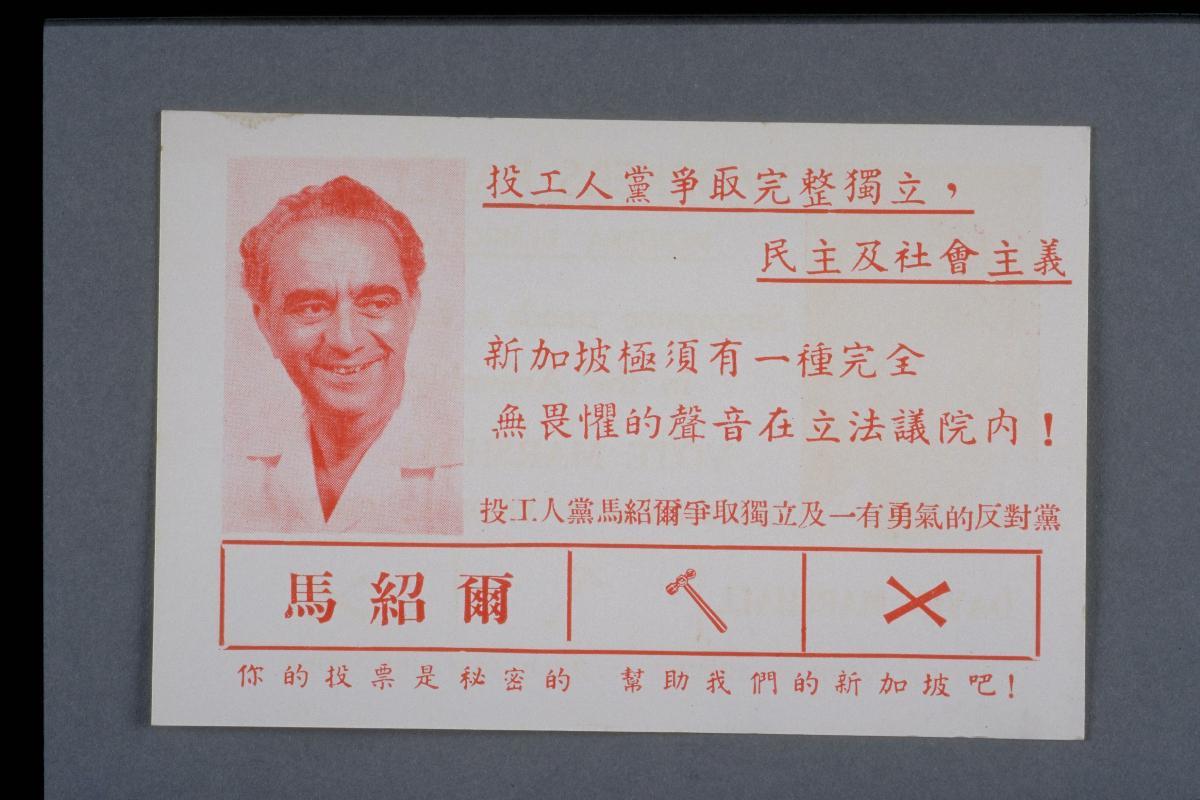 投工人黨爭取完整獨立，
民主及社會主義
新加坡極須有一種完全
無畏懼的聲音在立法議院内！
投工人黨馬紹爾爭取獨立及一有勇氣的反對黨
馬紹爾
你的投票是秘密的 幫助我們的新加坡吧！